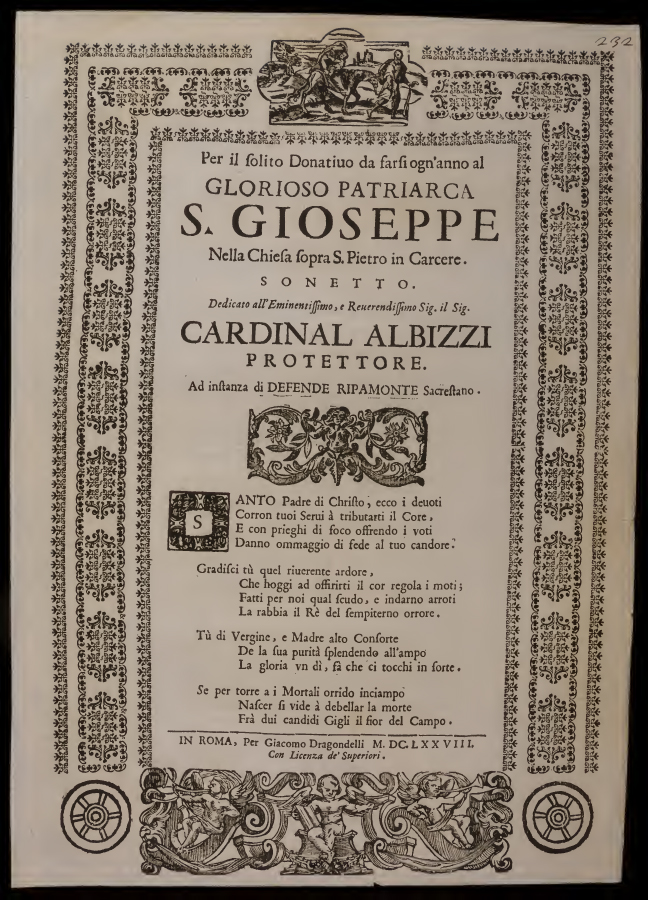 232
Per il ſolito Donatiuo da farſi ogn'anno al
GLORIOSO PATRIARCA
S. GIOSEPPE
Nella Chieſa ſopra S. Pietro in Carcere.
SONETTO.
Dedicato all'Eminentiſſimo, e Reuerendiſſimo Sig. il Sig.
CARDINAL ALBIZZI
PROTETTORE.
Ad inſtanza di DEFENDE RIPAMONTE Sacreſtano.
SANTO Padre di Chriſto, ecco i deuoti
Corron tuoi Serui à tributarti il Core,
E con prieghi di foco offrendo i voti
Danno ommaggio di fede al tuo candore.
Gradiſci tù quel riuerente ardore,
Che hoggi ad offrirti il cor regola i moti;
Fatti per noi qual ſcudo, e indarno arroti
La rabbia il Rè del ſempiterno orrore.
Tù di Vergine, e Madre alto Conſorte
De la ſua purità ſplendendo all'ampo
La gloria vn dì, fà che ci tocchi in ſorte.
Se per torre a i Mortali orrido inciampo
Naſcer ſi vide à debellar la morte
Frà dui candidi Gigli il fior del Campo.
IN ROMA, Per Giacomo Dragondelli M. DC. LXXVIII.
Con Licenza de' Superiori.